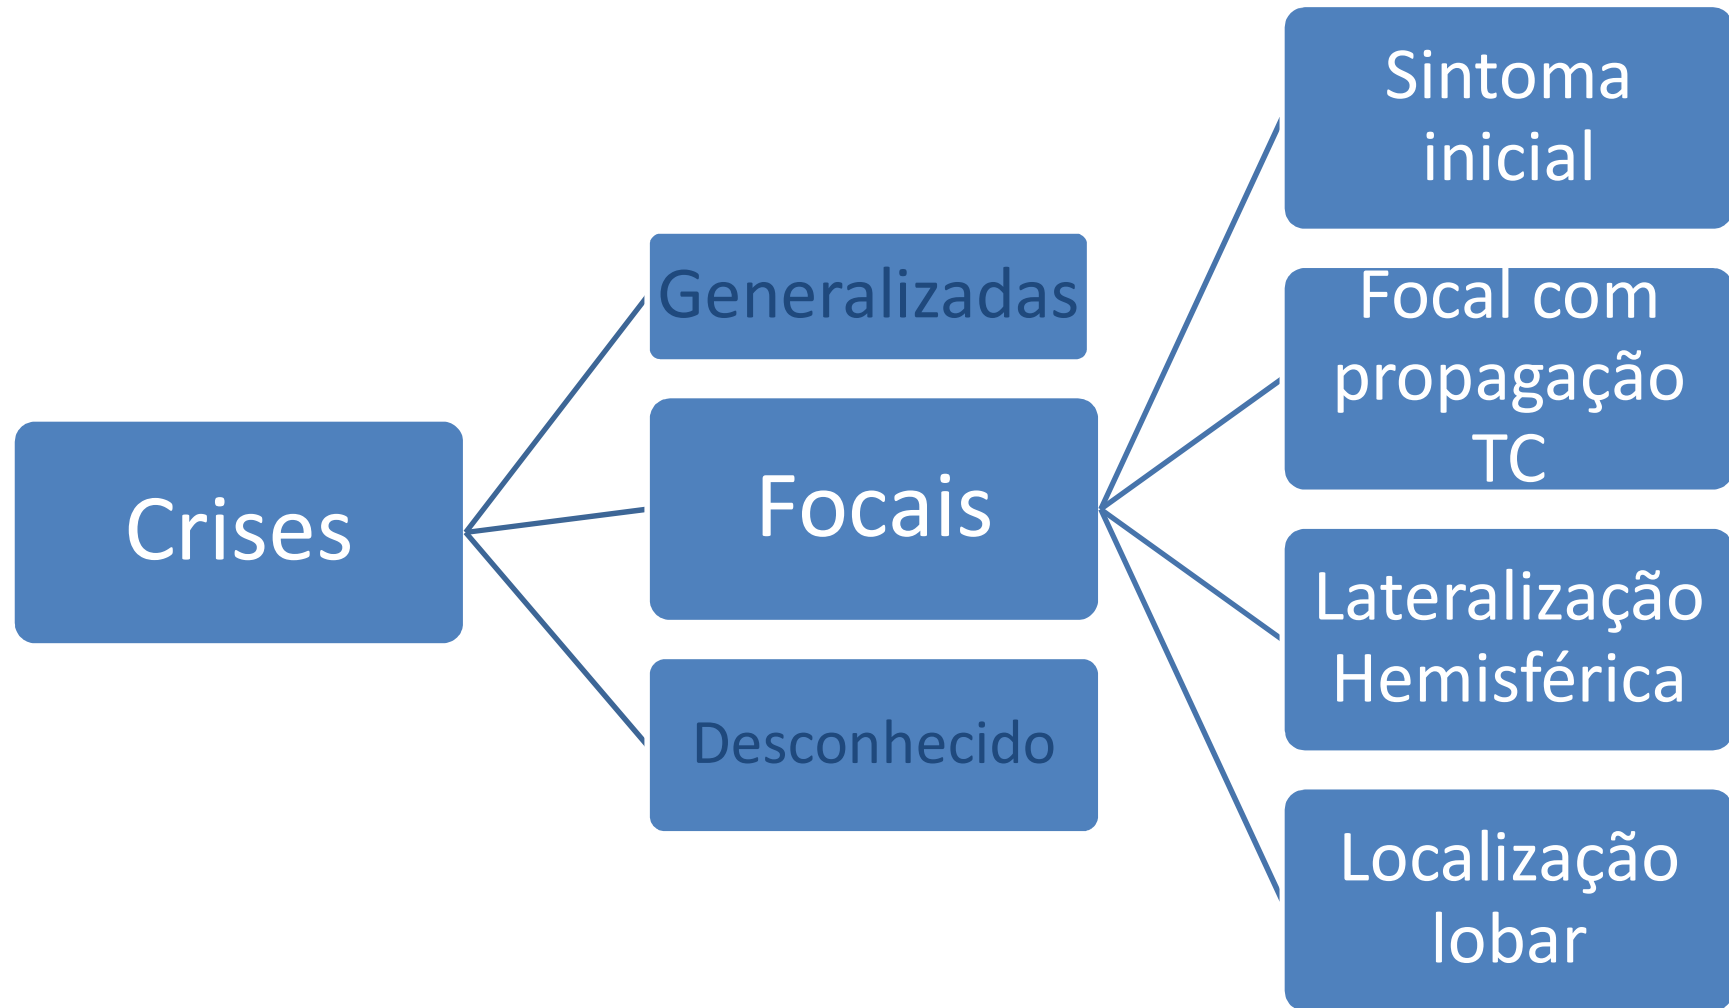 Crises
Generalizadas
Focais
Desconhecido
Sintoma
inicial
Focal com
propagação
TC
Lateralização
Hemisférica
Localização
lobar